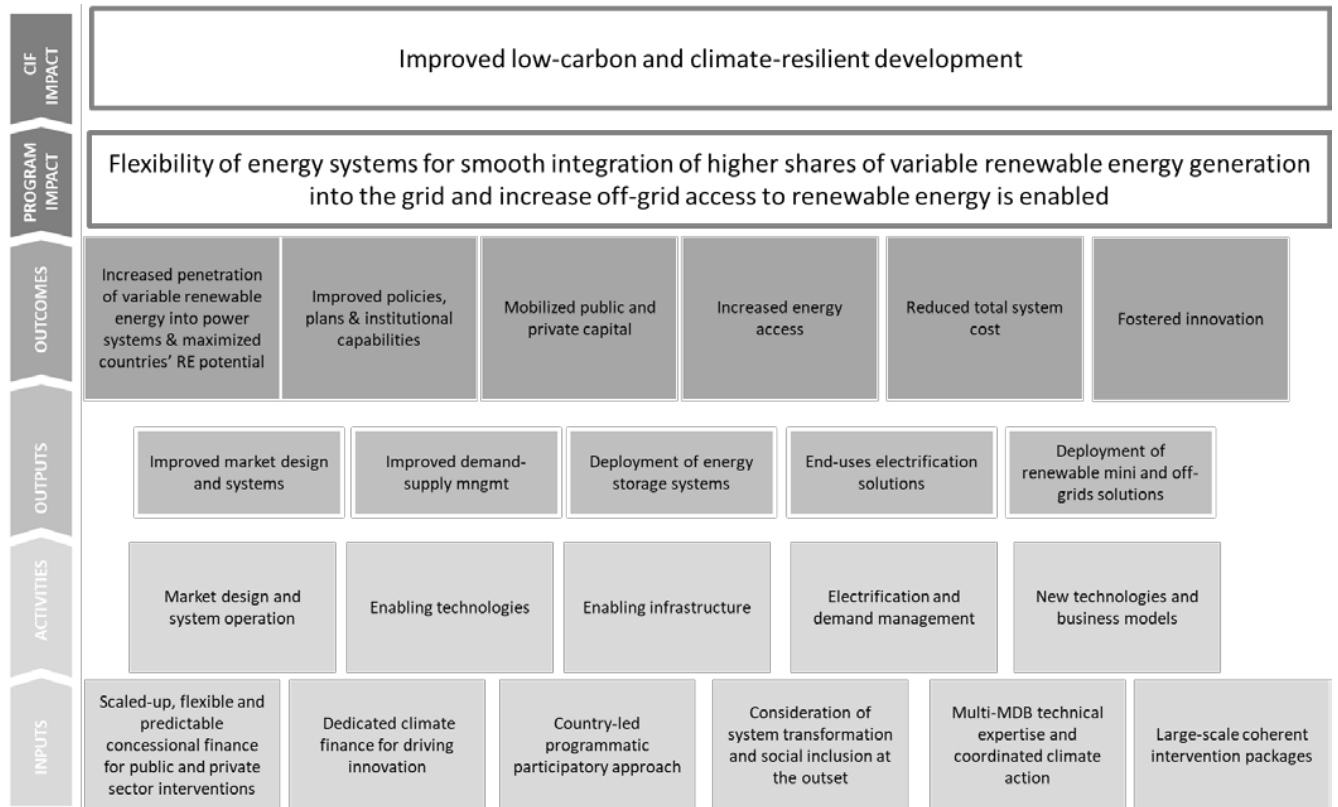 CIF
IMPACT
Improved low-carbon and climate-resilient development
PROGRAM
IMPACT
Flexibility of energy systems for smooth integration of higher shares of variable renewable energy generation
into the grid and increase off-grid access to renewable energy is enabled
OUTCOMES
Increased penetration
of variable renewable
energy into power
systems & maximized
countries' RE potential
Improved policies,
plans & institutional
capabilities
Mobilized public and
private capital
Increased energy
access
Reduced total system
cost
Fostered innovation
OUTPUTS
Improved market design
and systems
Improved demand-
supply mngmt
Deployment of energy
storage systems
End-uses electrification
solutions
Deployment of
renewable mini and off-
grids solutions
ACTIVITIES
Market design and
system operation
Enabling technologies
Enabling infrastructure
Electrification and
demand management
New technologies and
business models
INPUTS
Scaled-up, flexible and
predictable
concessional finance
for public and private
sector interventions
Dedicated climate
finance for driving
innovation
Country-led
programmatic
participatory approach
Consideration of
system transformation
and social inclusion at
the outset
Multi-MDB technical
expertise and
coordinated climate
action
Large-scale coherent
intervention packages